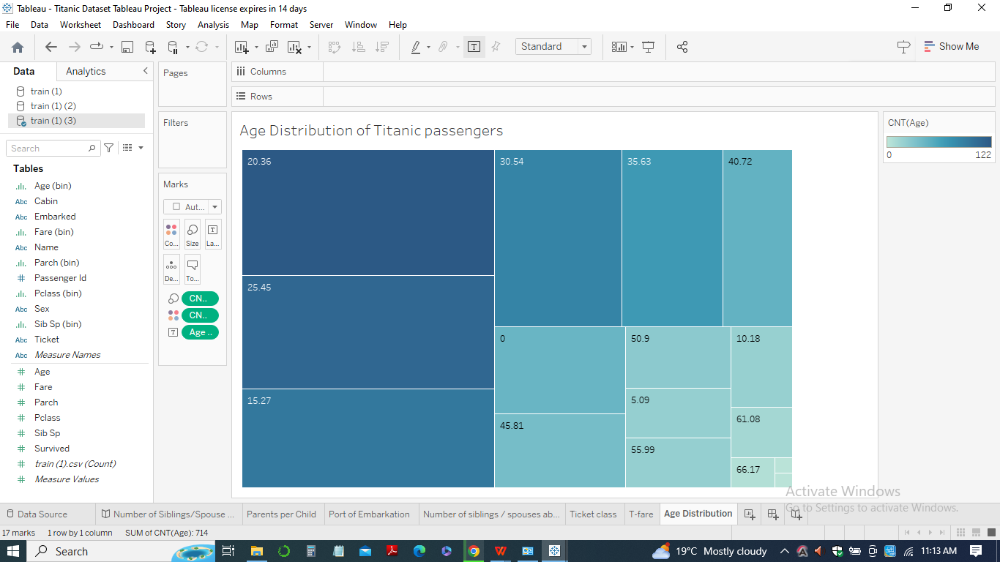 Tableau - Titanic Dataset Tableau Project - Tableau license expires in 14 days
File Data Worksheet Dashboard Story Analysis Map Format Server Window Help
Standard
Show Me
Data Analytics
train (1)
train (1) (2)
train (1) (3)
Search
Tables
Age (bin)
Abc Cabin
Abc Embarked
Fare (bin)
Abc Name
Parch (bin)
# Passenger Id
Pclass (bin)
Abc Sex
Sib Sp (bin)
Abc Ticket
Abc Measure Names
# Age
# Fare
# Parch
# Pclass
# Sib Sp
# Survived
# train (1).csv (Count)
# Measure Values
Pages
Filters
Marks
Aut...
Co... Size La...
De... To...
CN..
CN..
Age ..
Columns
Rows
Age Distribution of Titanic passengers
20.36 30.54 35.63 40.72
25.45
0 50.9 10.18
15.27 5.09
45.81 61.08
55.99
66.17
CNT(Age)
0 122
Activate Windows
Go to Settings to activate Windows.
Data Source Number of Siblings/Spouse ... Parents per Child Port of Embarkation Number of siblings / spouses ab... Ticket class T-fare Age Distribution
17 marks 1 row by 1 column SUM of CNT(Age): 714
Search
19°C Mostly cloudy
11:13 AM